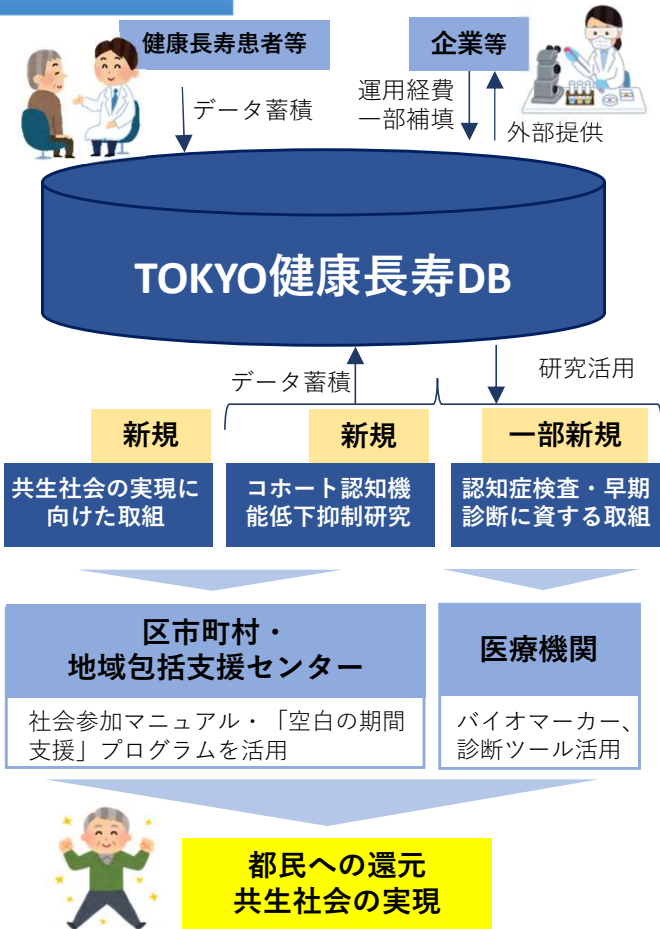 健康長寿患者等
企業等
データ蓄積
運用経費
一部補填
外部提供
TOKYO健康長寿DB
データ蓄積
研究活用
新規
新規
一部新規
共生社会の実現に
向けた取組
コホート認知機
能低下抑制研究
認知症検査・早期
診断に資する取組
区市町村・
地域包括支援センター
医療機関
社会参加マニュアル・「空白の期間
支援」プログラムを活用
バイオマーカー、
診断ツール活用
都民への還元
共生社会の実現